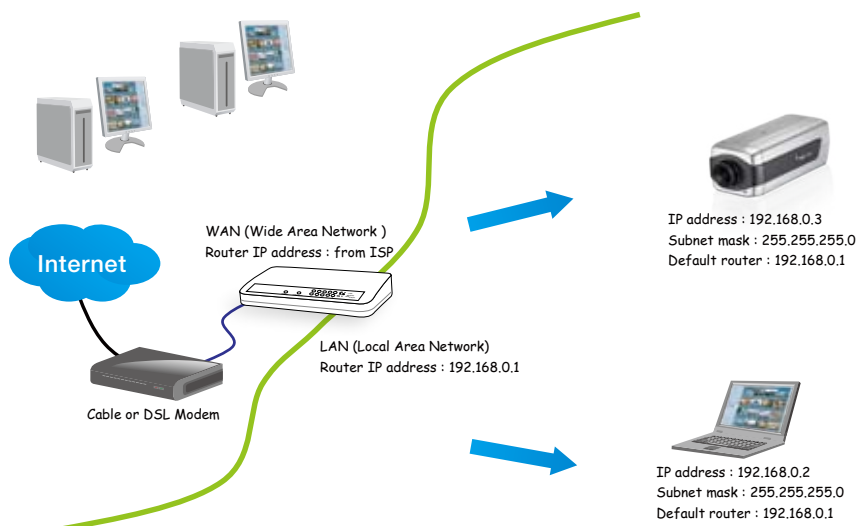 WAN (Wide Area Network )
Router IP address : from ISP
Internet
LAN (Local Area Network)
Router IP address : 192.168.0.1
Cable or DSL Modem
IP address : 192.168.0.3
Subnet mask : 255.255.255.0
Default router : 192.168.0.1
IP address : 192.168.0.2
Subnet mask : 255.255.255.0
Default router : 192.168.0.1